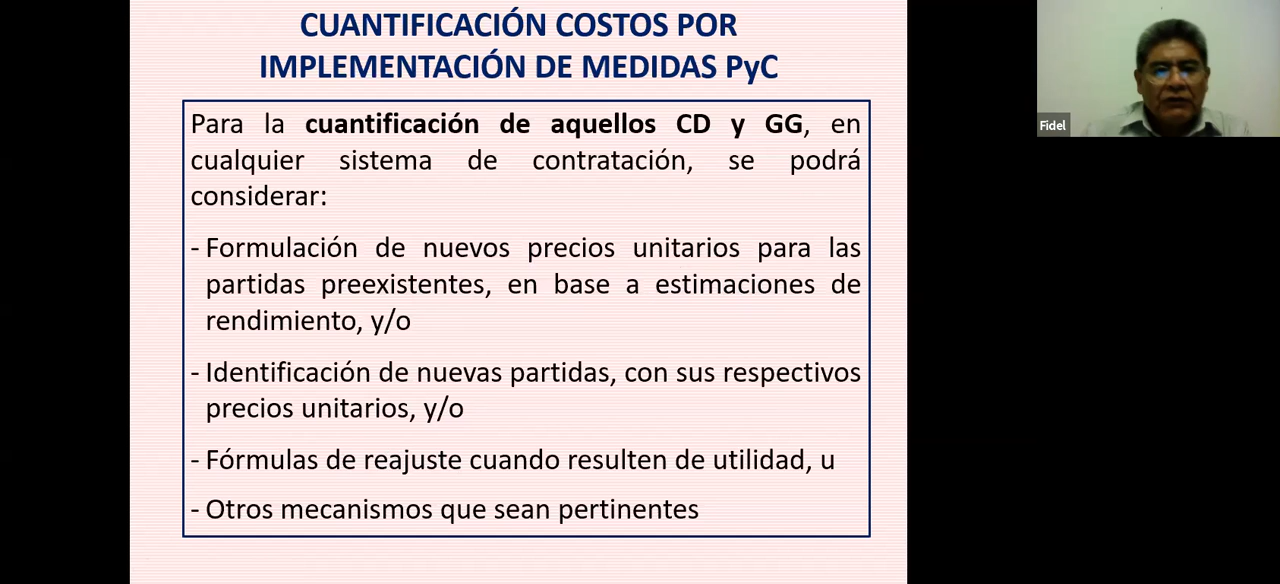 CUANTIFICACIÓN COSTOS POR
IMPLEMENTACIÓN DE MEDIDAS PyC
Para la cuantificación de aquellos CD y GG, en
cualquier sistema de contratación, se podrá
considerar:
- Formulación de nuevos precios unitarios para las
partidas preexistentes, en base a estimaciones de
rendimiento, y/o
- Identificación de nuevas partidas, con sus respectivos
precios unitarios, y/o
- Fórmulas de reajuste cuando resulten de utilidad, u
- Otros mecanismos que sean pertinentes
Fidel